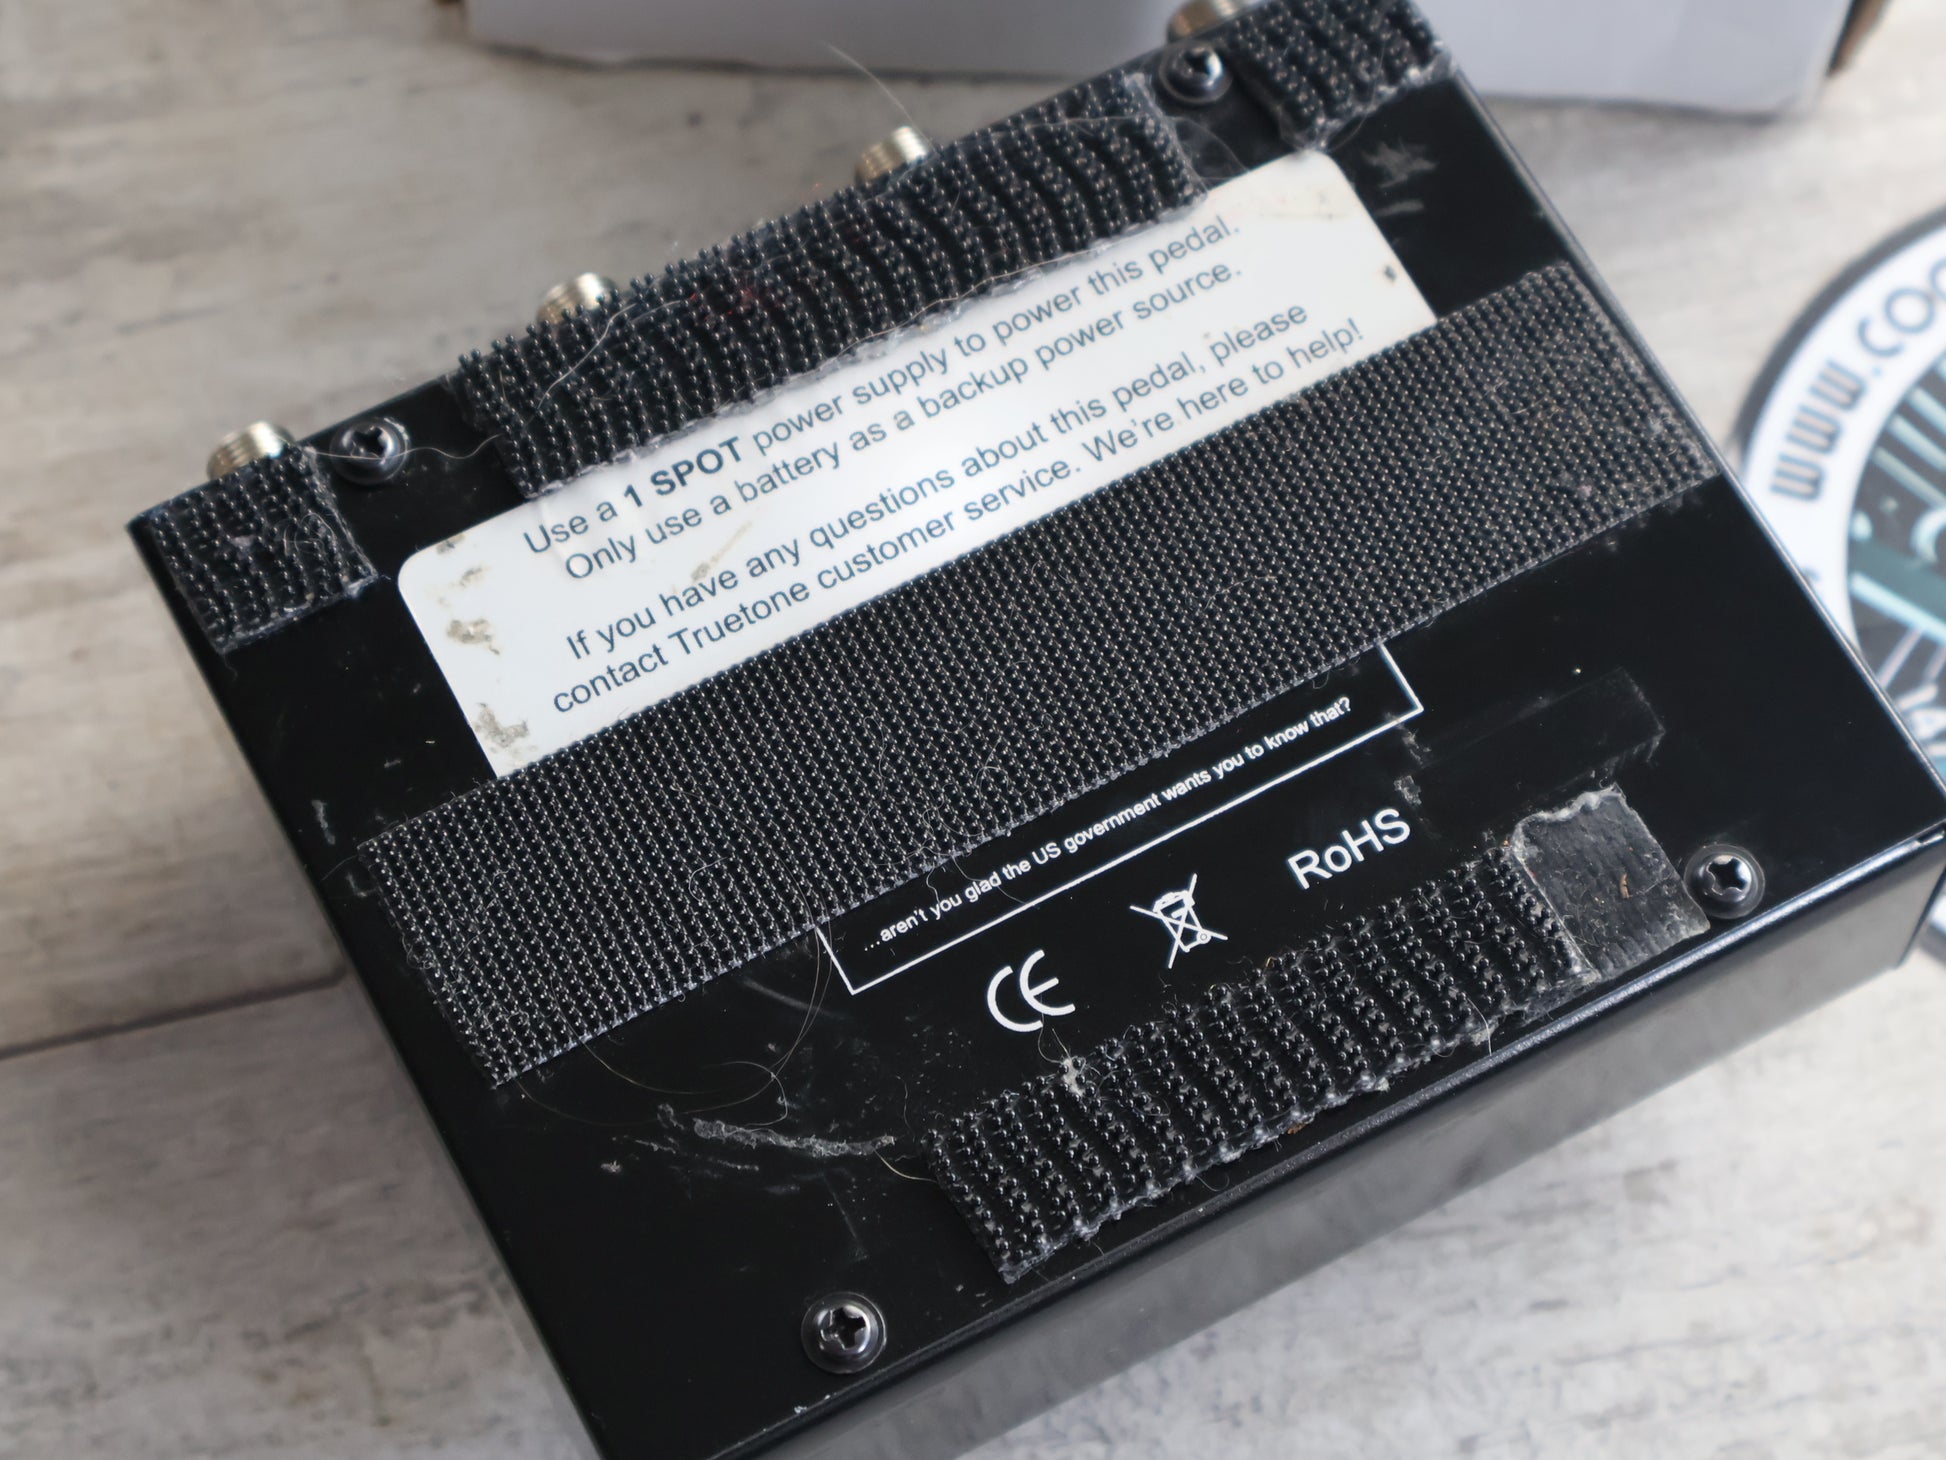 Use a 1 SPOT power supply to power this pedal.
Only use a battery as a backup power source.
If you have any questions about this pedal, please
contact Truetone customer service. We're here to help!
...aren't you glad the US government wants you to know that?
CE
RoHS
WWW.COO